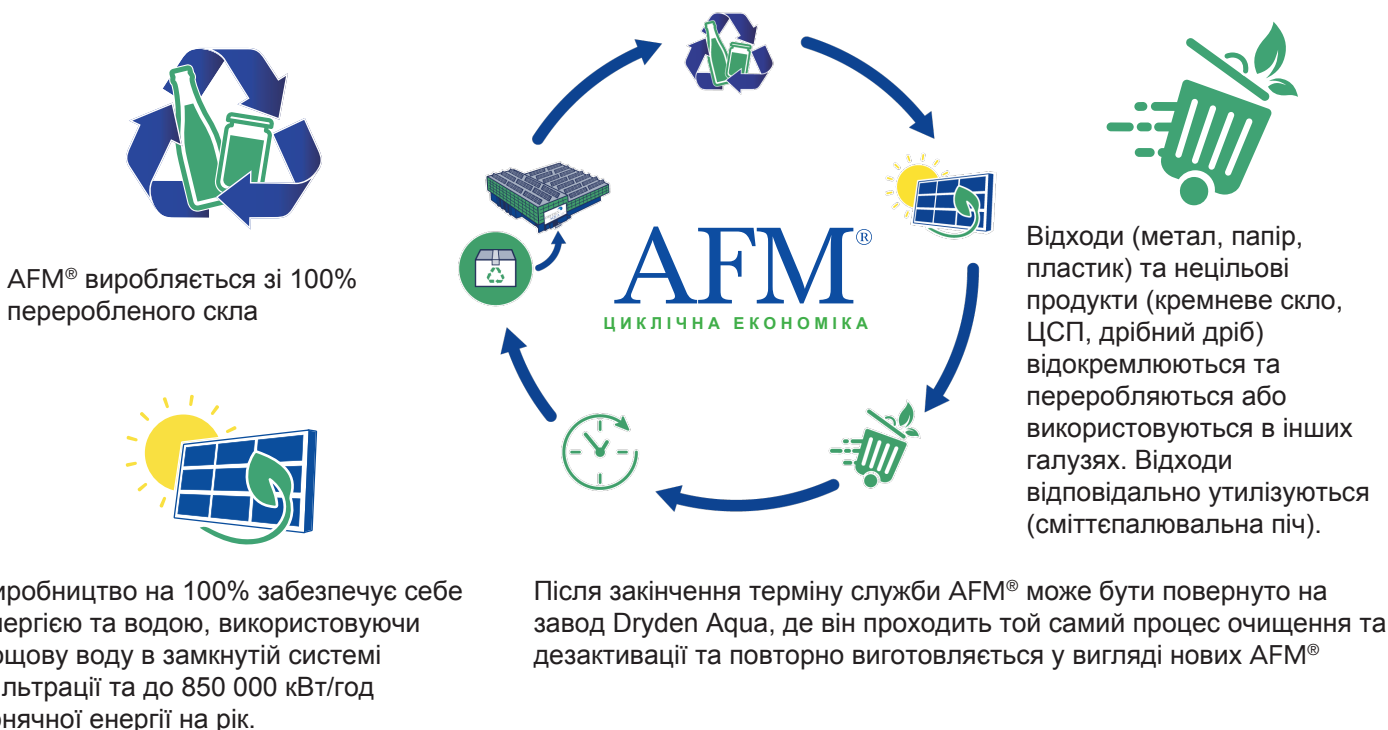 AFM®
ЦИКЛІЧНА ЕКОНОМІКА
AFM® виробляється зі 100%
переробленого скла
Відходи (метал, папір,
пластик) та нецільові
продукти (кремневе скло,
ЦСП, дрібний дріб)
відокремлюються та
переробляються або
використовуються в інших
галузях. Відходи
відповідально утилізуються
(сміттєпалювальна піч).
иробництво на 100% забезпечує себе
нергією та водою, використовуючи
ощову воду в замкнутій системі
льтрації та до 850 000 кВт/год
онячної енергії на рік.
Після закінчення терміну служби AFM® може бути повернуто на
завод Dryden Aqua, де він проходить той самий процес очищення та
дезактивації та повторно виготовляється у вигляді нових AFM®